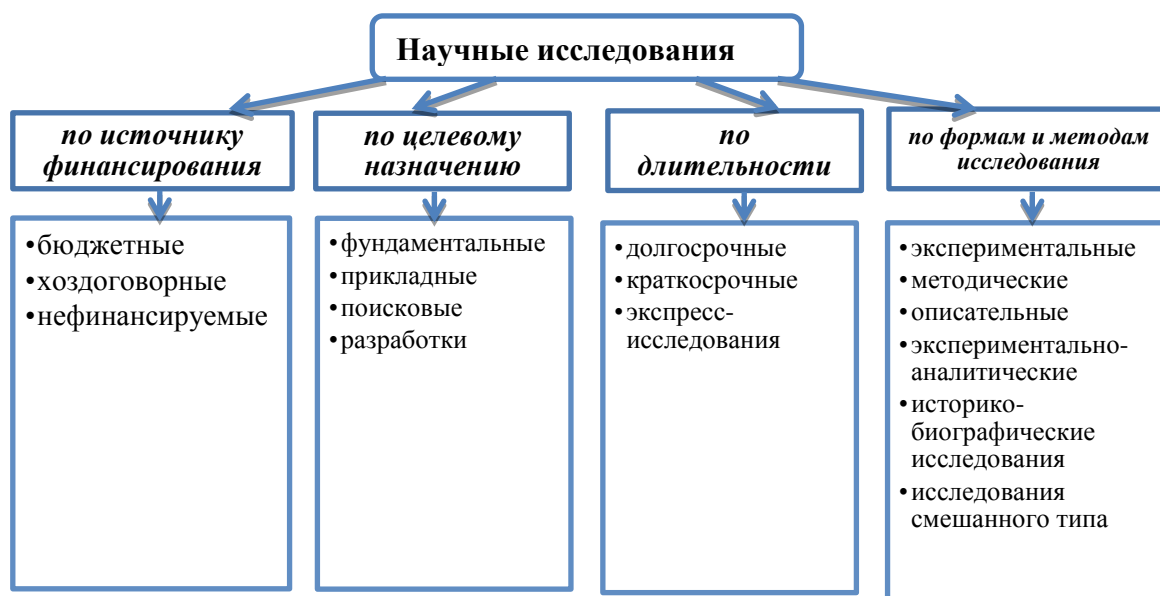 Научные исследования
по источнику
финансирования
•бюджетные
•хоздоговорные
•нефинансируемые
по целевому
назначению
•фундаментальные
•прикладные
•поисковые
•разработки
по
длительности
•долгосрочные
•краткосрочные
•экспресс-
исследования
по формам и методам
исследования
•экспериментальные
•методические
•описательные
•экспериментально-
аналитические
•историко-
биографические
исследования
•исследования
смешанного типа